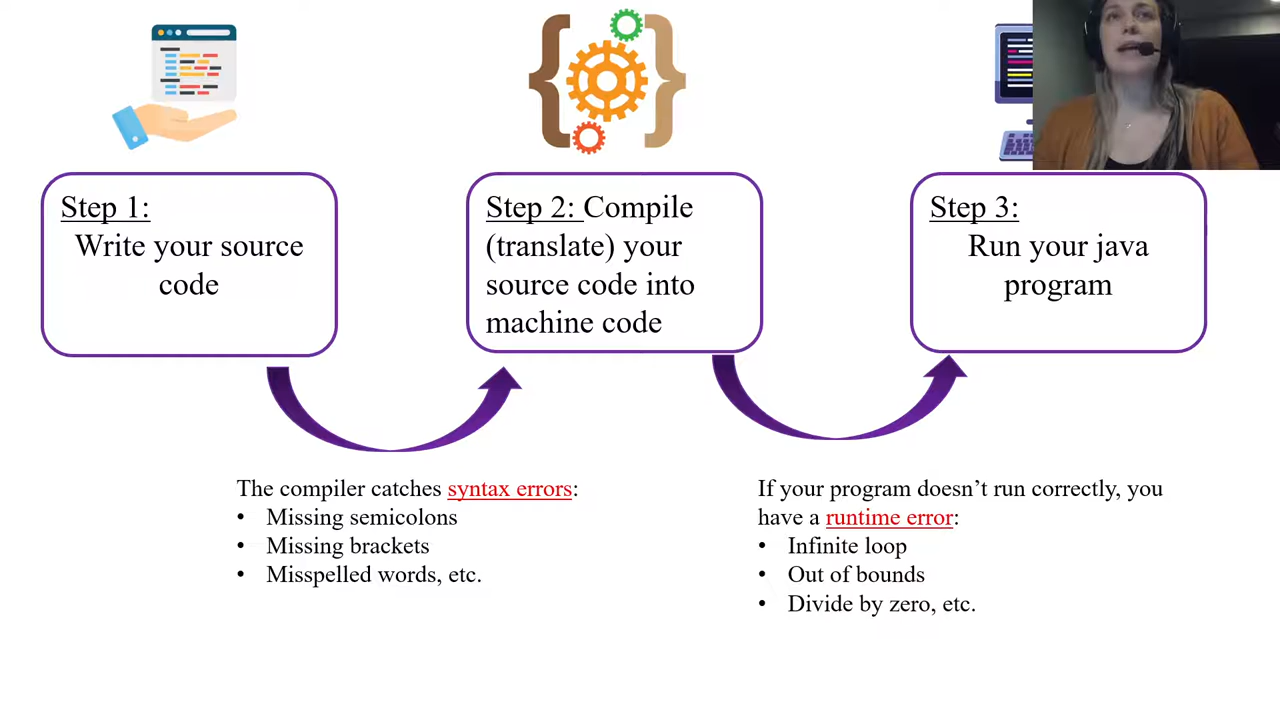 Step 1:
Write your source
code
Step 2: Compile
(translate) your
source code into
machine code
Step 3:
Run your java
program
The compiler catches syntax errors:
• Missing semicolons
• Missing brackets
• Misspelled words, etc.
If your program doesn’t run correctly, you
have a runtime error:
• Infinite loop
• Out of bounds
• Divide by zero, etc.